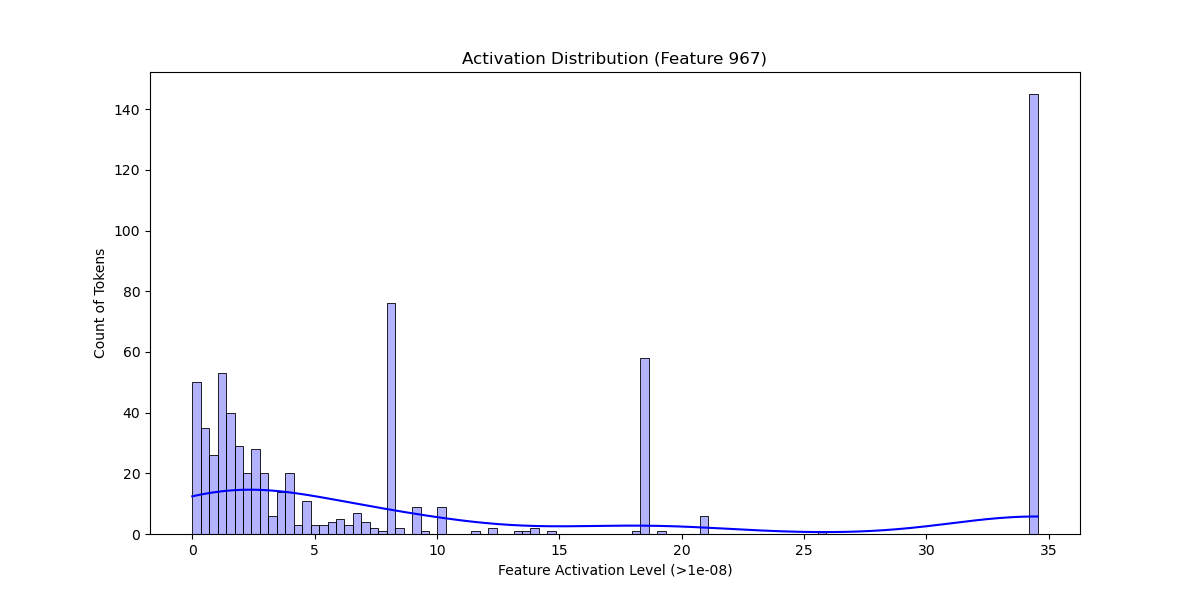 Activation Distribution (Feature 967)
Count of Tokens
140
120
100
80
60
40
20
0
0 5 10 15 20 25 30 35
Feature Activation Level (>1e-08)